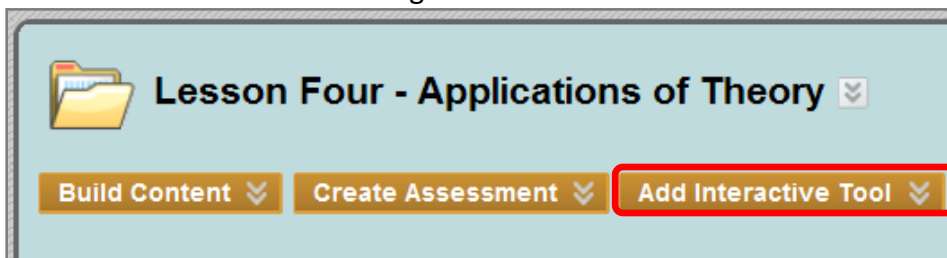 Lesson Four - Applications of Theory
Build Content Create Assessment Add Interactive Tool